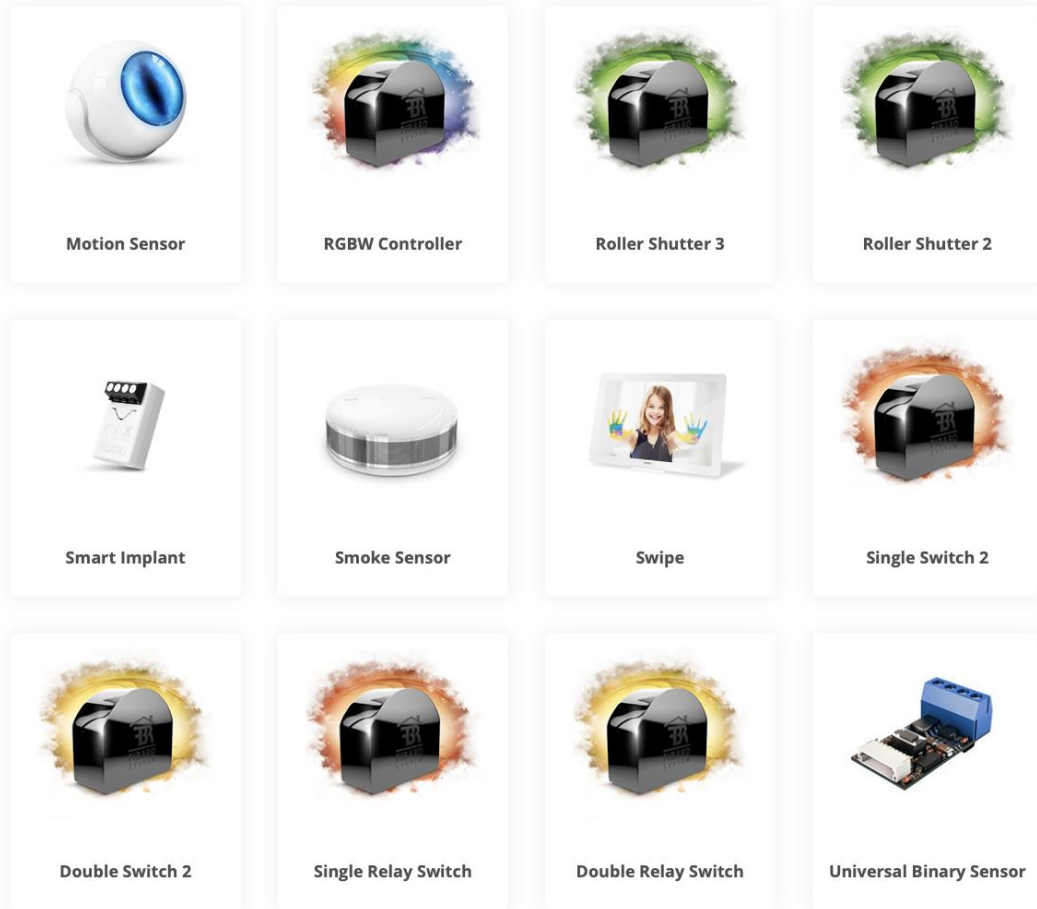 Motion Sensor
RGBW Controller
Roller Shutter 3
Roller Shutter 2
Smart Implant
Smoke Sensor
Swipe
Single Switch 2
Double Switch 2
Single Relay Switch
Double Relay Switch
Universal Binary Sensor